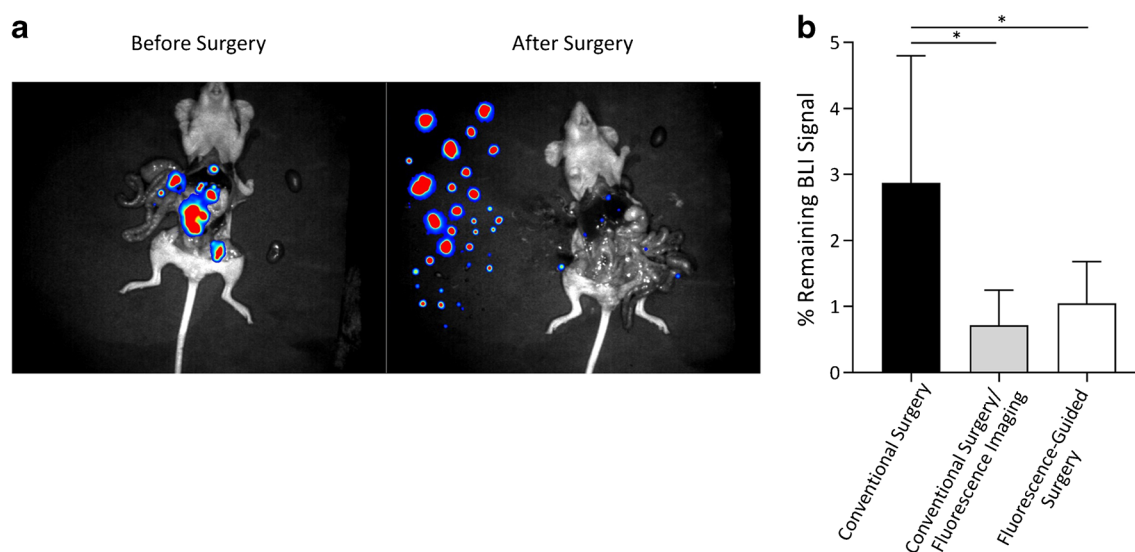 a
Before Surgery
After Surgery
b
*
*
% Remaining BLI Signal
5
4
3
2
1
0
Conventional Surgery
Conventional Surgery/
Fluorescence Imaging
Fluorescence-Guided
Surgery